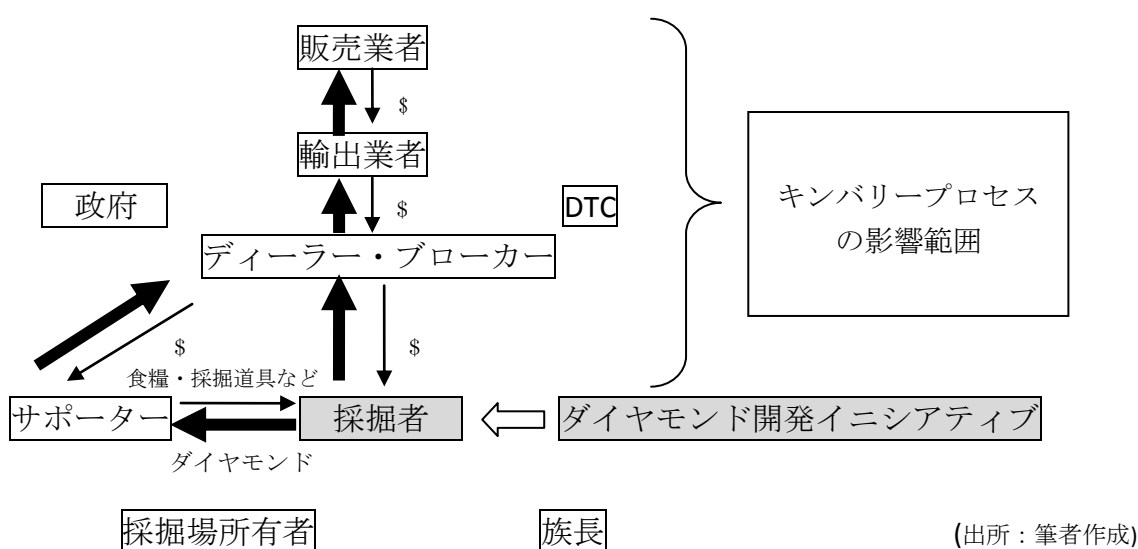 販売業者
$
輸出業者
政府
$
DTC
キンバリープロセス
の影響範囲
ディーラー・ブローカー
$
$
食糧・採掘道具など
サポーター
採掘者
ダイヤモンド開発イニシアティブ
ダイヤモンド
採掘場所有者
族長
(出所：筆者作成)